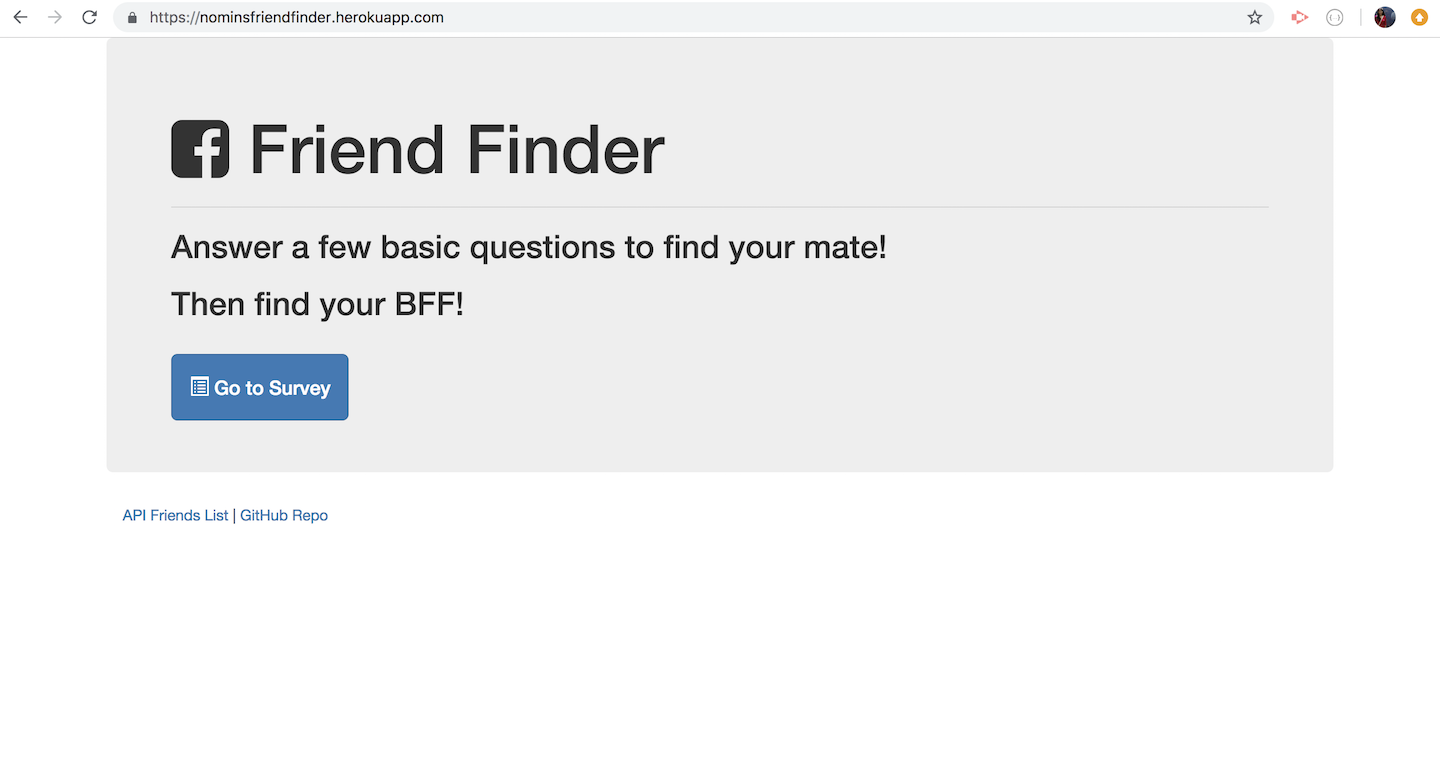 https://nominsfriendfinder.herokuapp.com
Friend Finder
Answer a few basic questions to find your mate!
Then find your BFF!
Go to Survey
API Friends List | GitHub Repo